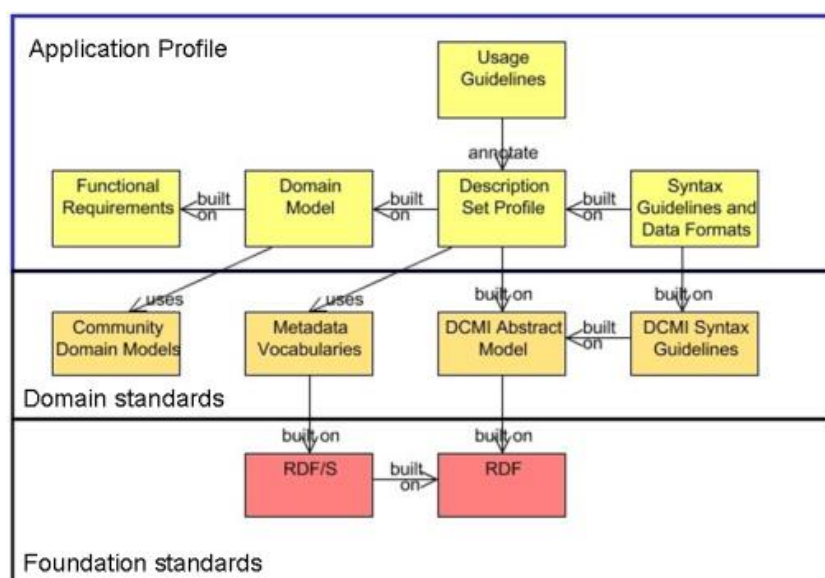 Application Profile
Usage
Guidelines
annotate
Functional
Requirements
built
on
Domain
Model
built
on
Description
Set Profile
built
on
Syntax
Guidelines and
Data Formats
uses
uses
built on
built on
Community
Domain Models
Metadada
Vocabularies
DCMI Abstract
Model
built
on
DCMI Syntax
Guidelines
Domain standards
built on
built on
RDF/S
built
on
RDF
Foundation standards